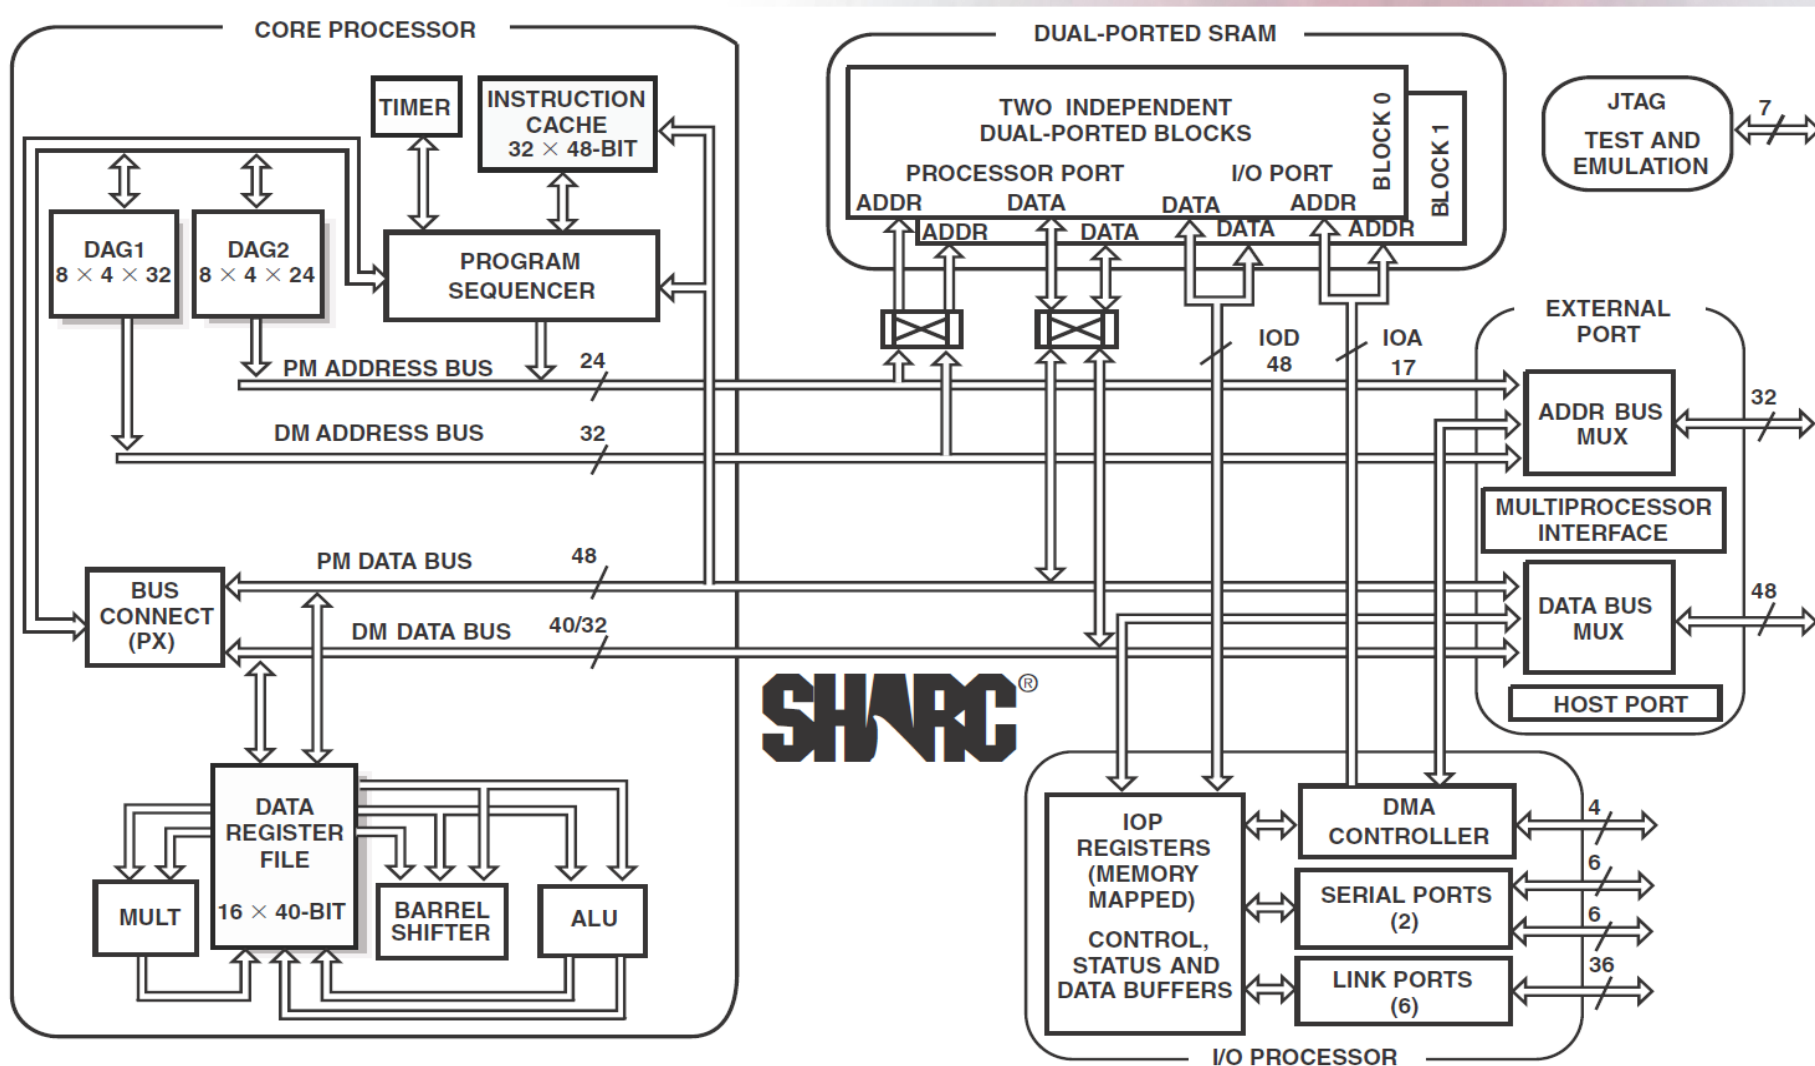 CORE PROCESSOR
TIMER
INSTRUCTION
CACHE
32 × 48-BIT
DAG1
8 × 4 × 32
DAG2
8 × 4 × 24
PROGRAM
SEQUENCER
PM ADDRESS BUS
24
DM ADDRESS BUS
32
PM DATA BUS
48
DM DATA BUS
40/32
BUS
CONNECT
(PX)
DATA
REGISTER
FILE
16 × 40-BIT
MULT
BARREL
SHIFTER
ALU
DUAL-PORTED SRAM
TWO INDEPENDENT
DUAL-PORTED BLOCKS
PROCESSOR PORT
I/O PORT
ADDR
DATA
DATA
ADDR
BLOCK 0
ADDR
DATA
DATA
ADDR
BLOCK 1
IOD
48
IOA
17
JTAG
TEST AND
EMULATION
7
EXTERNAL
PORT
ADDR BUS
MUX
32
MULTIPROCESSOR
INTERFACE
DATA BUS
MUX
48
HOST PORT
SHARC®
IOP
REGISTERS
(MEMORY
MAPPED)
CONTROL,
STATUS AND
DATA BUFFERS
DMA
CONTROLLER
4
SERIAL PORTS
(2)
6
6
LINK PORTS
(6)
36
I/O PROCESSOR